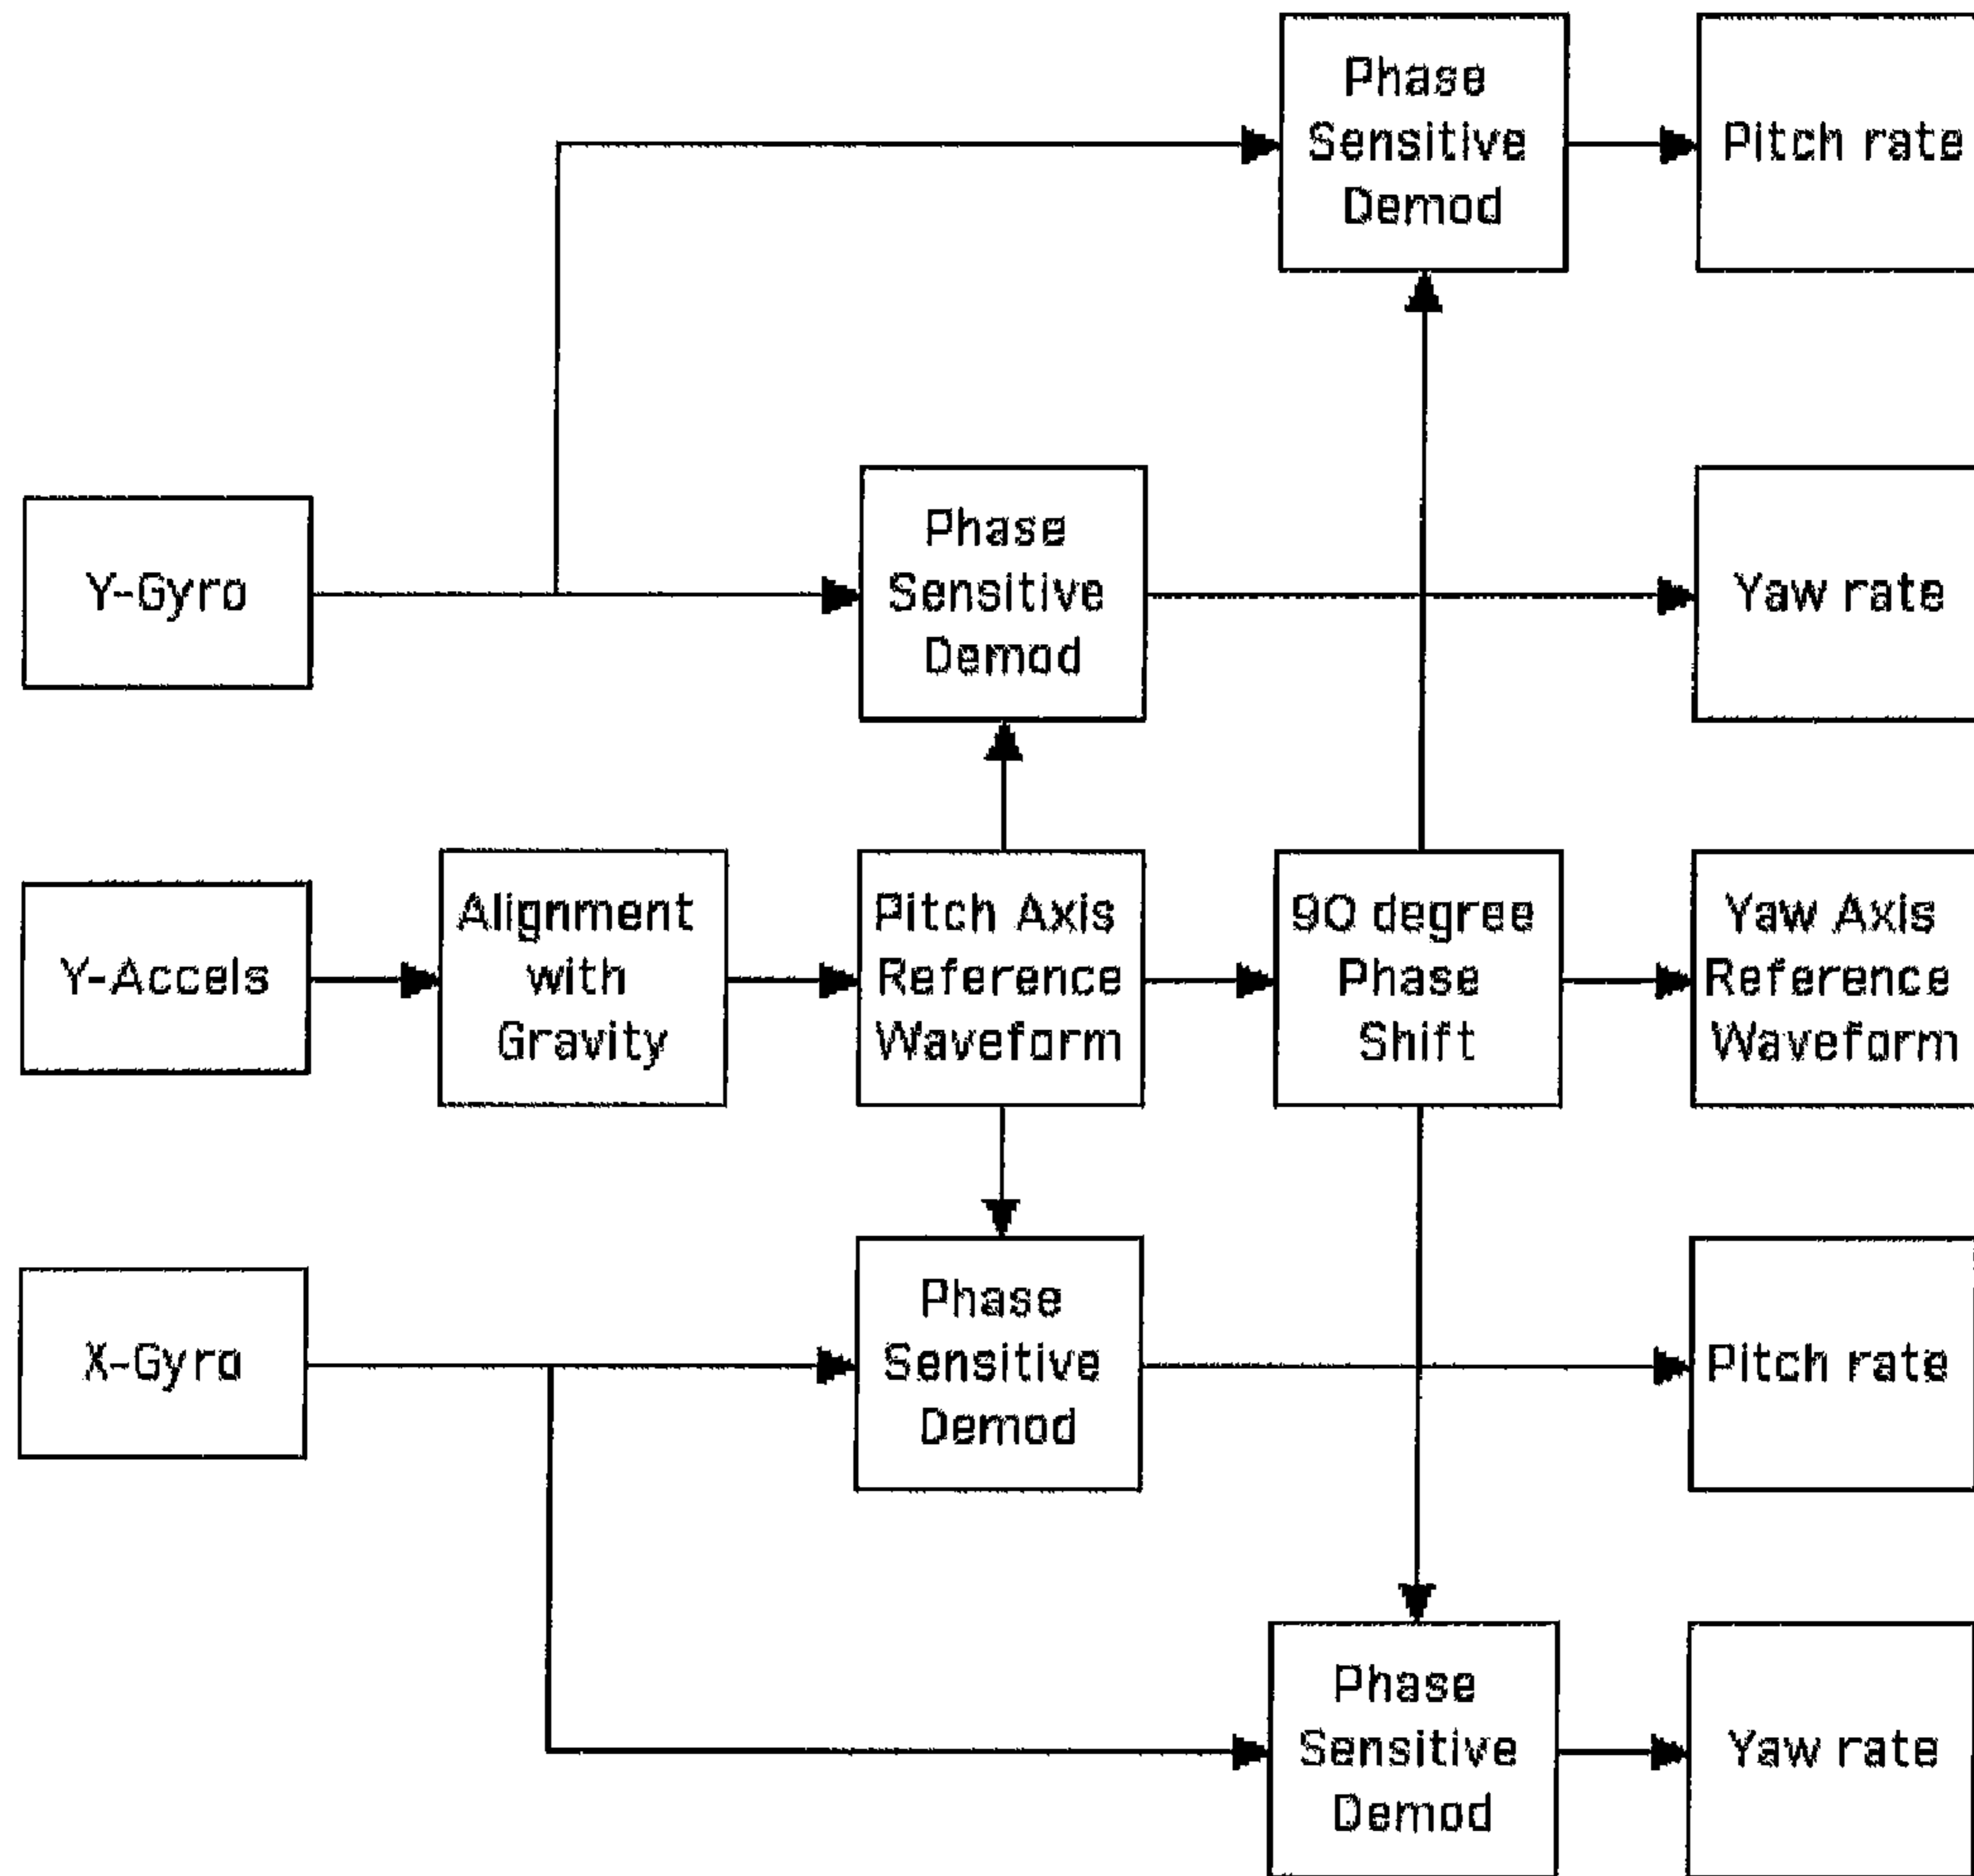 Phase
Sensitive
Demod
Pitch rate
Y-Gyro
Phase
Sensitive
Demod
Yaw rate
Y-Accels
Alignment
with
Gravity
Pitch Axis
Reference
Waveform
90 degree
Phase
Shift
Yaw Axis
Reference
Waveform
X-Gyro
Phase
Sensitive
Demod
Pitch rate
Phase
Sensitive
Demod
Yaw rate